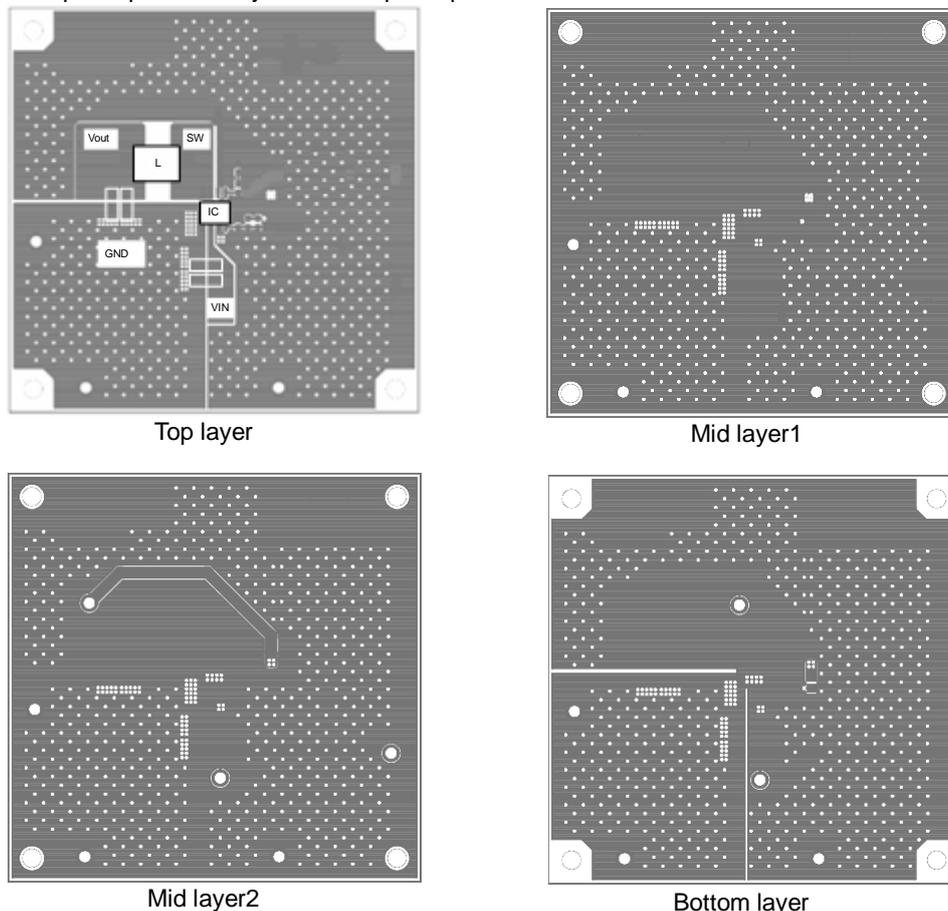 Vout
SW
L
IC
GND
VIN
Top layer
Mid layer1
Mid layer2
Bottom layer